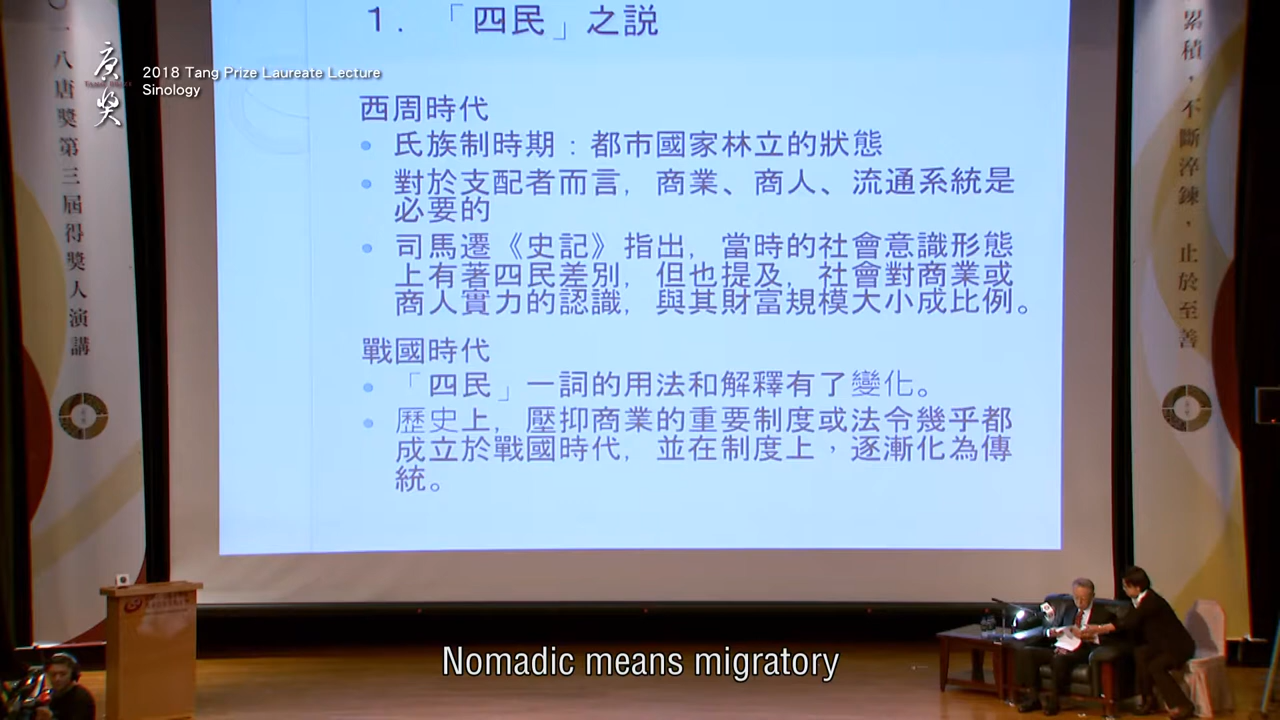 1. 「四民」之説
西周時代
• 氏族制時期：都市國家林立的狀態
• 對於支配者而言，商業、商人、流通系統是
必要的
• 司馬遷《史記》指出，當時的社會意識形態
上有著四民差別，但也提及，社會對商業或
商人實力的認識，與其財富規模大小成比例。
戰國時代
• 「四民」一詞的用法和解釋有了變化。
• 歷史上，壓抑商業的重要制度或法令幾乎都
成立於戰國時代，並在制度上，逐漸化為傳
統。
唐獎
2018 Tang Prize Laureate Lecture
Sinology
一八唐獎第三屆得獎人演講
累積，不斷淬鍊，止於至善
Nomadic means migratory